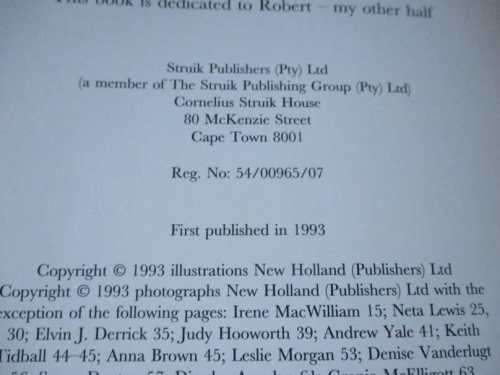 This book is dedicated to Robert – my other half
Struik Publishers (Pty) Ltd
(a member of The Struik Publishing Group (Pty) Ltd)
Cornelius Struik House
80 McKenzie Street
Cape Town 8001
Reg. No: 54/00965/07
First published in 1993
Copyright © 1993 illustrations New Holland (Publishers) Ltd
Copyright © 1993 photographs New Holland (Publishers) Ltd with the
exception of the following pages: Irene MacWilliam 15; Neta Lewis 25,
30; Elvin J. Derrick 35; Judy Hooworth 39; Andrew Yale 41; Keith
Tidball 44–45; Anna Brown 45; Leslie Morgan 53; Denise Vanderlugt
McElligott 63